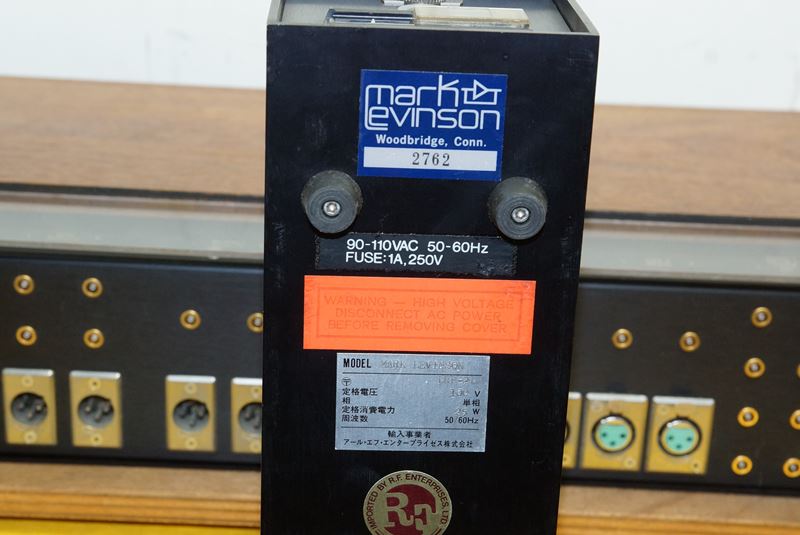 mark
Levinson
Woodbridge, Conn.
2762
90-110VAC 50-60Hz
FUSE:1A, 250V
WARNING — HIGH VOLTAGE
DISCONNECT AC POWER
BEFORE REMOVING COVER
MODEL MARK LEVINSON
〒
定格電圧 100 V
相 単相
定格消費電力 25 W
周波数 50/60Hz
輸入事業者
アール・エフ・エンタープライゼス株式会社
IMPORTED BY R.F. ENTERPRISES, LTD
RF